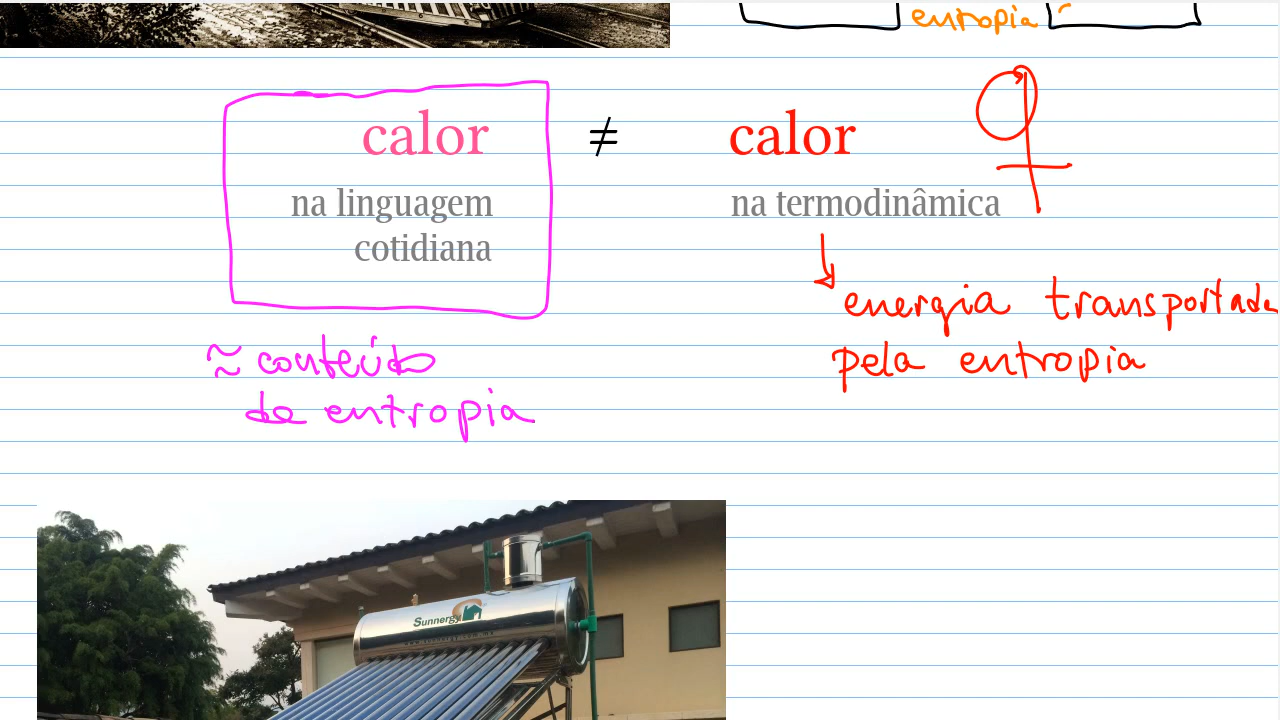 entropia
calor ≠ calor Q
na linguagem
cotidiana
na termodinâmica
energia transportada
pela entropia
≈ conteúdo
de entropia
Sunnergy